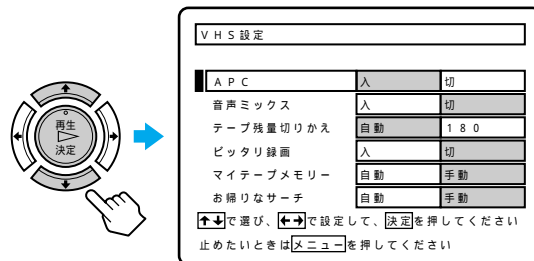 VHS設定
APC 入 切
音声ミックス 入 切
テープ残量切りかえ 自動 180
ピッタリ録画 入 切
マイテープメモリー 自動 手動
お帰りなサーチ 自動 手動
再生
決定
↑↓で選び、←→で設定して、決定を押してください
止めたいときはメニューを押してください